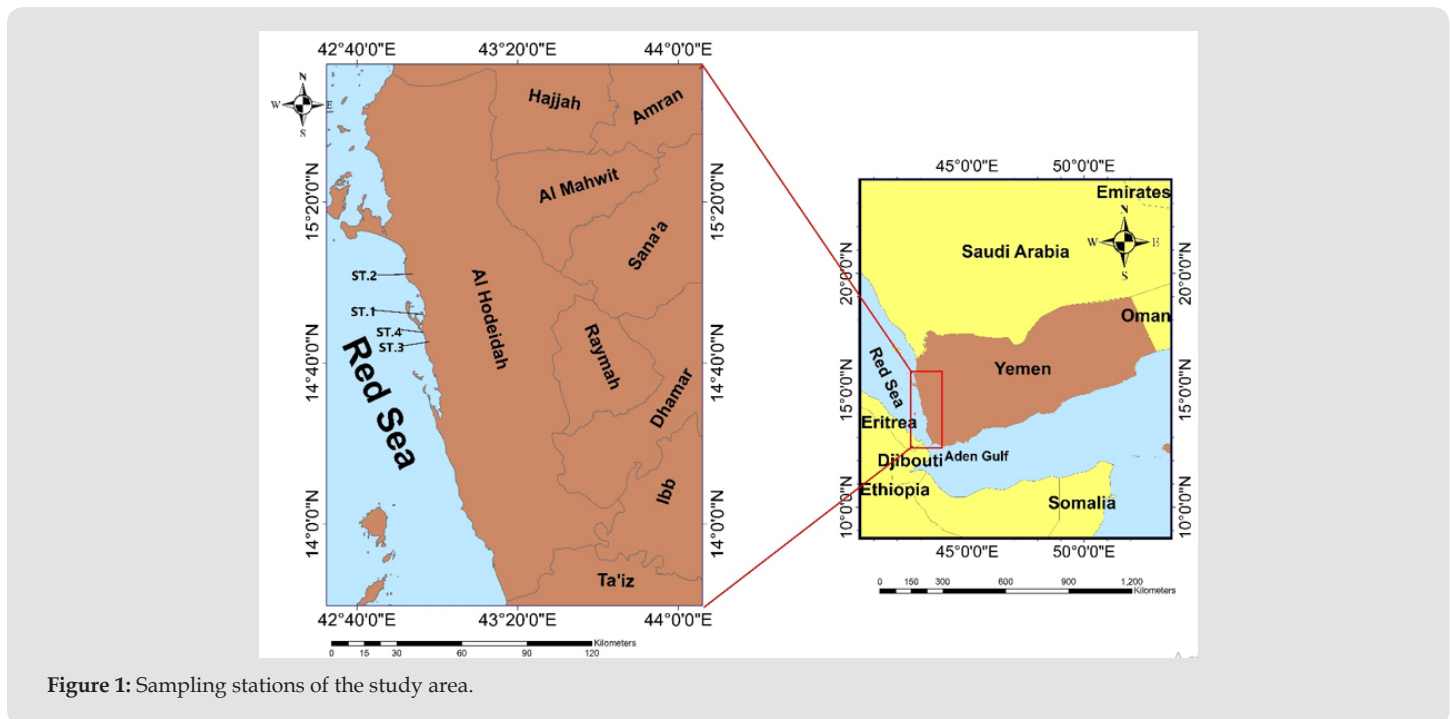 42°40'0"E 43°20'0"E 44°0'0"E
N
W E
S
Hajjah
Amran
Al Mahwit
Sana'a
Al Hodeidah
Raymah
Dhamar
Ibb
Ta'iz
ST.2
ST.1
ST.4
ST.3
Red Sea
15°20'0"N
14°40'0"N
14°0'0"N
15°20'0"N
14°40'0"N
14°0'0"N
42°40'0"E 43°20'0"E 44°0'0"E
Kilometers
0 15 30 60 90 120
45°0'0"E 50°0'0"E
Emirates
N
W E
S
Saudi Arabia
Oman
Yemen
Red Sea
Eritrea
Djibouti
Aden Gulf
Ethiopia
Somalia
20°0'0"N
15°0'0"N
10°0'0"N
20°0'0"N
15°0'0"N
10°0'0"N
45°0'0"E 50°0'0"E
0 150 300 600 900 1,200
Kilometers
Figure 1: Sampling stations of the study area.